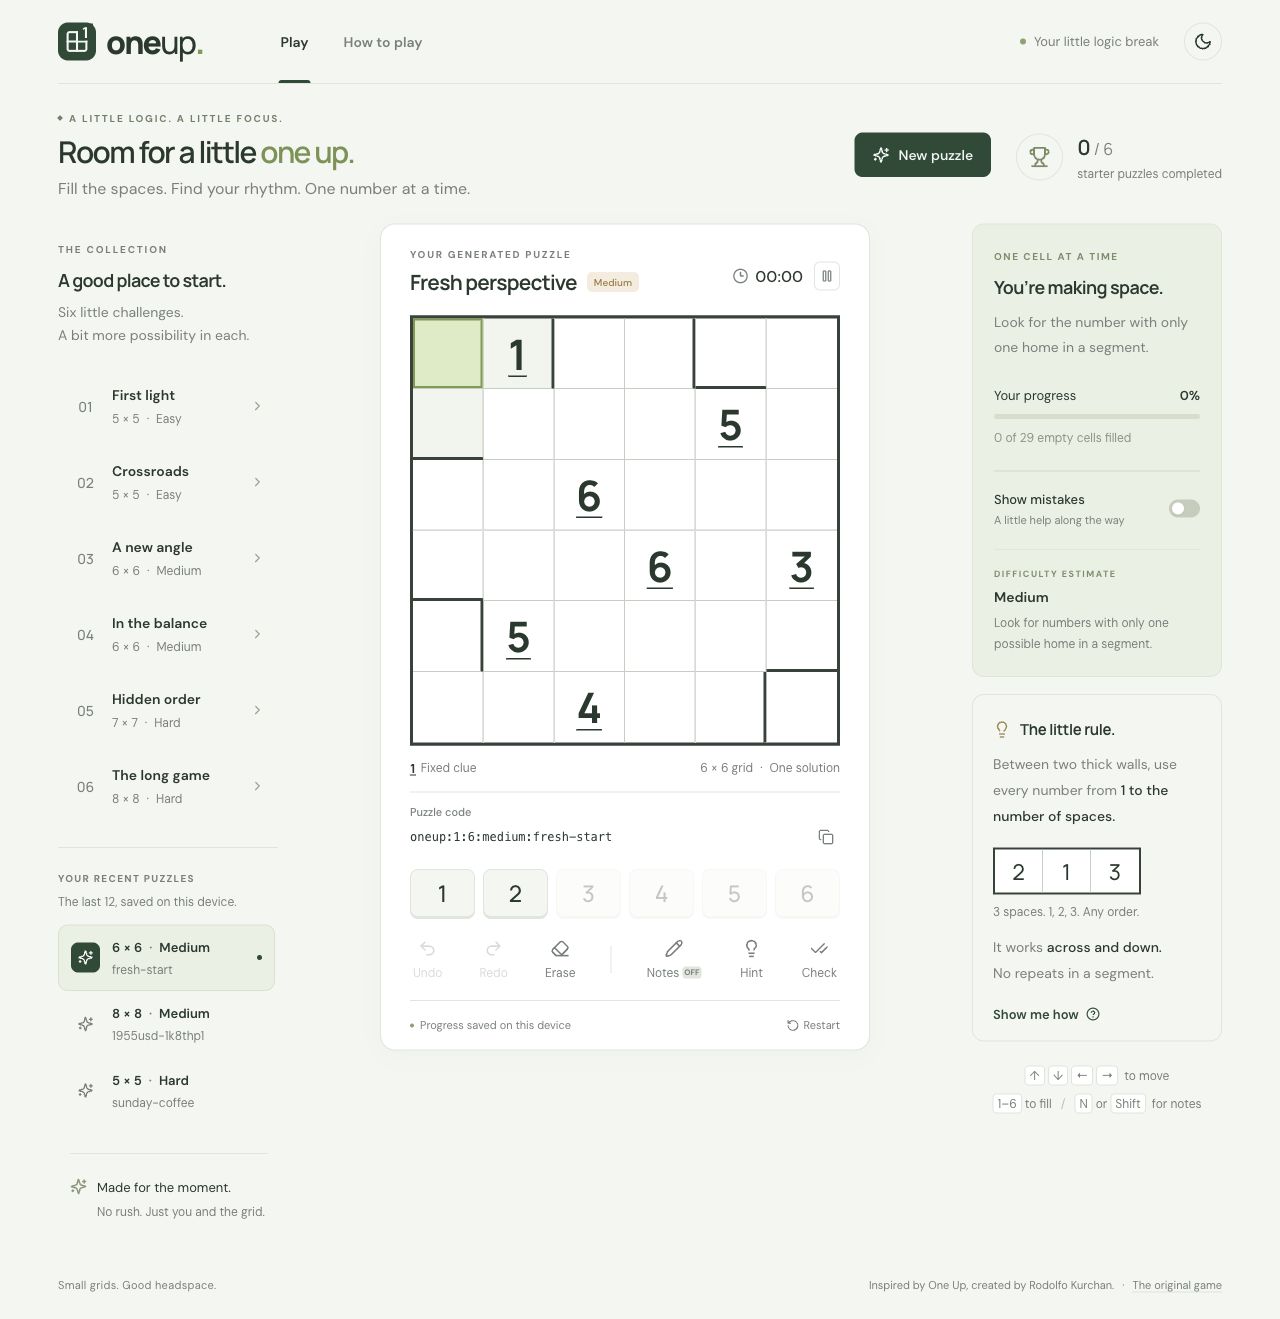 1
oneup.
Play
How to play
Your little logic break
A LITTLE LOGIC. A LITTLE FOCUS.
Room for a little one up.
Fill the spaces. Find your rhythm. One number at a time.
New puzzle
0 / 6
starter puzzles completed
THE COLLECTION
A good place to start.
Six little challenges.
A bit more possibility in each.
01
First light
5 × 5 · Easy
02
Crossroads
5 × 5 · Easy
03
A new angle
6 × 6 · Medium
04
In the balance
6 × 6 · Medium
05
Hidden order
7 × 7 · Hard
06
The long game
8 × 8 · Hard
YOUR RECENT PUZZLES
The last 12, saved on this device.
6 × 6 · Medium
fresh-start
8 × 8 · Medium
1955usd-1k8thp1
5 × 5 · Hard
sunday-coffee
Made for the moment.
No rush. Just you and the grid.
YOUR GENERATED PUZZLE
Fresh perspective
Medium
00:00
1
5
6
6 3
5
4
1 Fixed clue
6 × 6 grid · One solution
Puzzle code
oneup:1:6:medium:fresh-start
1 2 3 4 5 6
Undo
Redo
Erase
Notes OFF
Hint
Check
Progress saved on this device
Restart
ONE CELL AT A TIME
You're making space.
Look for the number with only
one home in a segment.
Your progress
0%
0 of 29 empty cells filled
Show mistakes
A little help along the way
DIFFICULTY ESTIMATE
Medium
Look for numbers with only one
possible home in a segment.
The little rule.
Between two thick walls, use
every number from 1 to the
number of spaces.
2 1 3
3 spaces. 1, 2, 3. Any order.
It works across and down.
No repeats in a segment.
Show me how
↑ ↓ ← → to move
1–6 to fill / N or Shift for notes
Small grids. Good headspace.
Inspired by One Up, created by Rodolfo Kurchan. · The original game